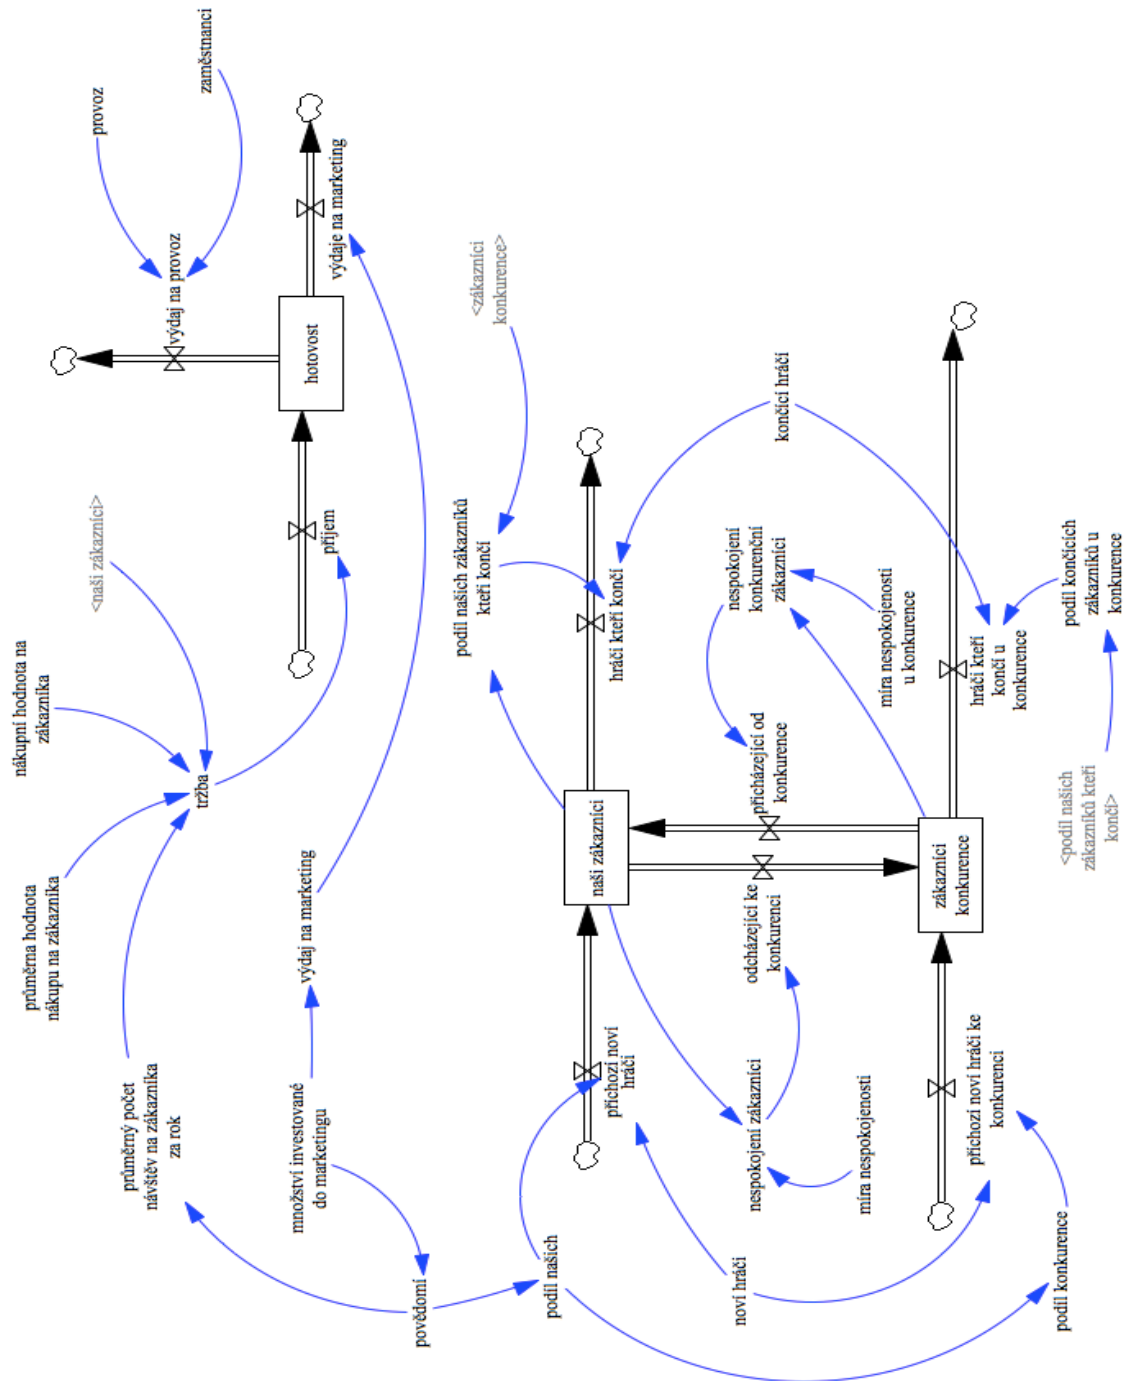 průměrna hodnota
nákupu na zákazníka
nákupní hodnota na
zákazníka
<naši zákazníci>
provoz
zaměstnanci
průměrný počet
návštěv na zákazníka
za rok
tržba
výdaj na provoz
množství investované
do marketingu
výdaj na marketing
příjem
hotovost
výdaje na marketing
povědomí
podíl našich zákazníků
kteří končí
<zákazníci
konkurence>
podíl našich
přichozí noví
hráči
naši zákazníci
hráči kteří končí
noví hráči
nespokojení zákazníci
odcházející ke
konkurenci
přicházející od
konkurence
nespokojení
konkurenční
zákazníci
končící hráči
míra nespokojenosti
míra nespokojenosti
u konkurence
přichozí noví hráči ke
konkurenci
zákazníci
konkurence
hráči kteří
končí u
konkurence
podíl konkurence
<podíl našich
zákazníků kteří
končí>
podíl končících
zákazníků u
konkurence